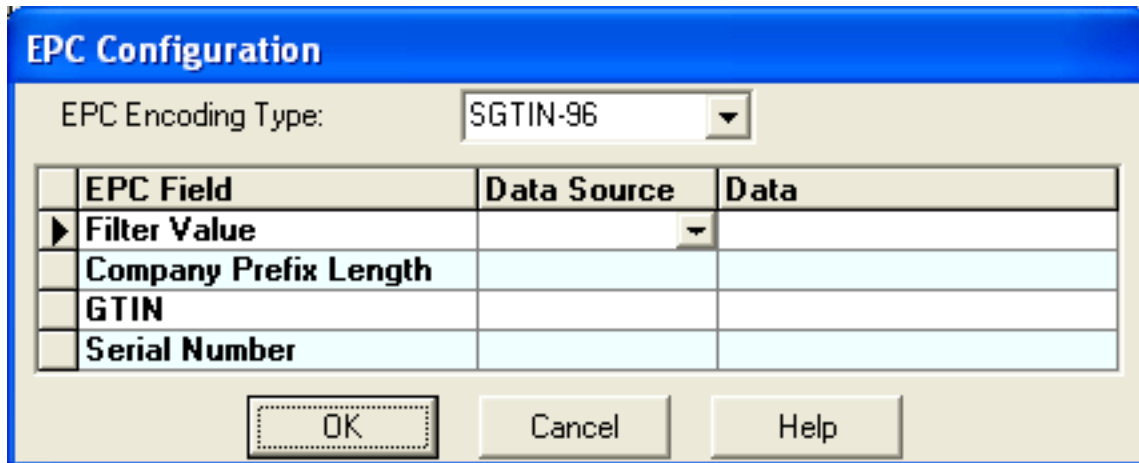 EPC Configuration
EPC Encoding Type: SGTIN-96
EPC Field Data Source Data
Filter Value
Company Prefix Length
GTIN
Serial Number
OK Cancel Help